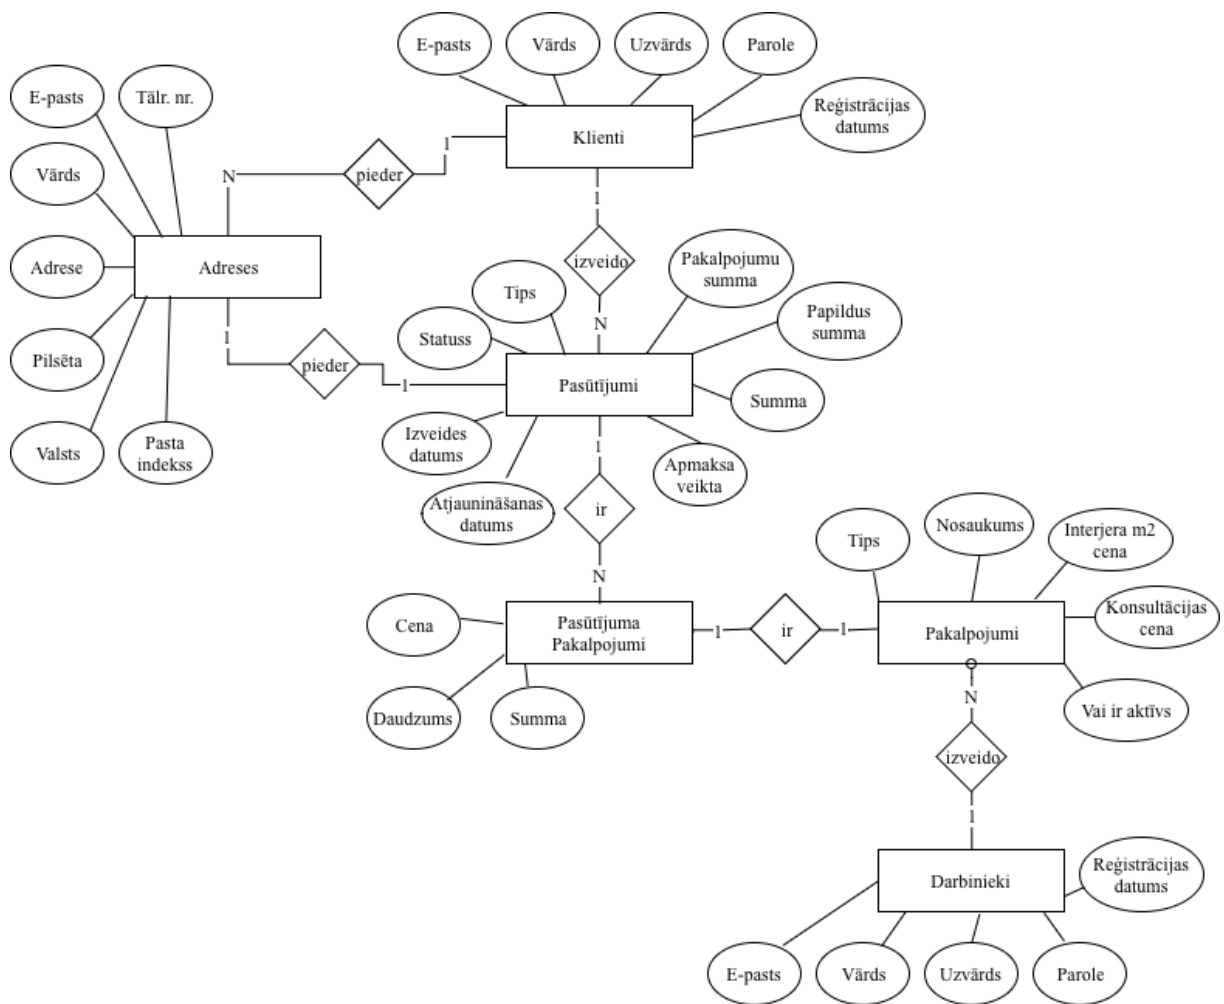 E-pasts
Vārds
Uzvārds
Parole
Reģistrācijas
datums
Klienti
E-pasts
Tālr. nr.
Vārds
Adrese
Pilsēta
Valsts
Pasta
indekss
Adreses
N
pieder
1
1
izveido
N
1
pieder
1
Tips
Statuss
Pakalpojumu
summa
Papildus
summa
Summa
Pasūtījumi
Izveides
datums
Atjaunināšanas
datums
Apmaksa
veikta
1
ir
N
Cena
Daudzums
Summa
Pasūtījuma
Pakalpojumi
1
ir
1
Tips
Nosaukums
Interjera m2
cena
Konsultācijas
cena
Vai ir aktīvs
Pakalpojumi
N
izveido
1
Darbinieki
Reģistrācijas
datums
E-pasts
Vārds
Uzvārds
Parole